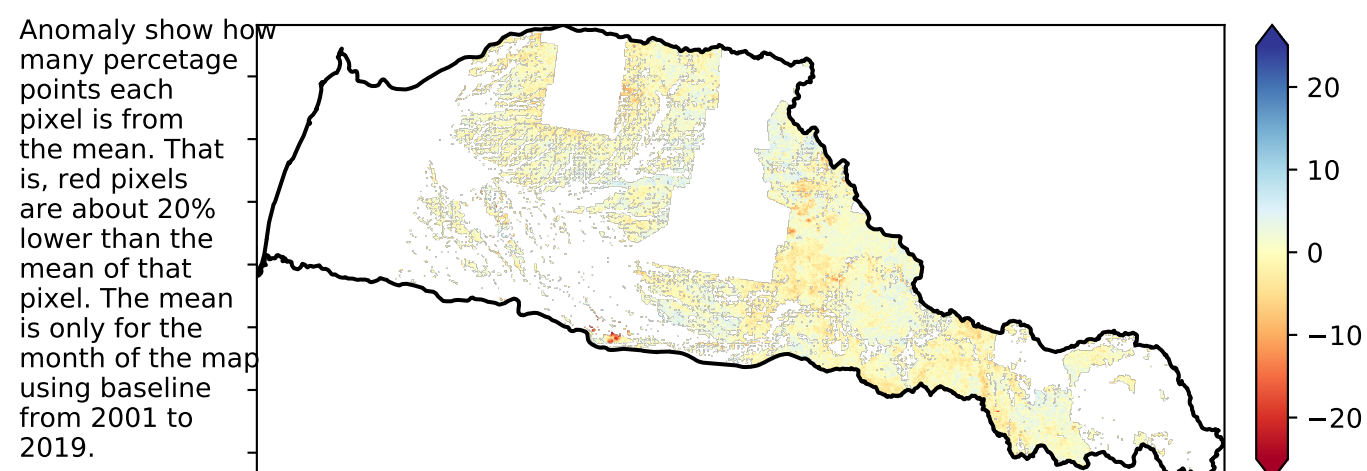 Anomaly show how
many percetage
points each
pixel is from
the mean. That
is, red pixels
are about 20%
lower than the
mean of that
pixel. The mean
is only for the
month of the map
using baseline
from 2001 to
2019.
20
10
0
−10
−20